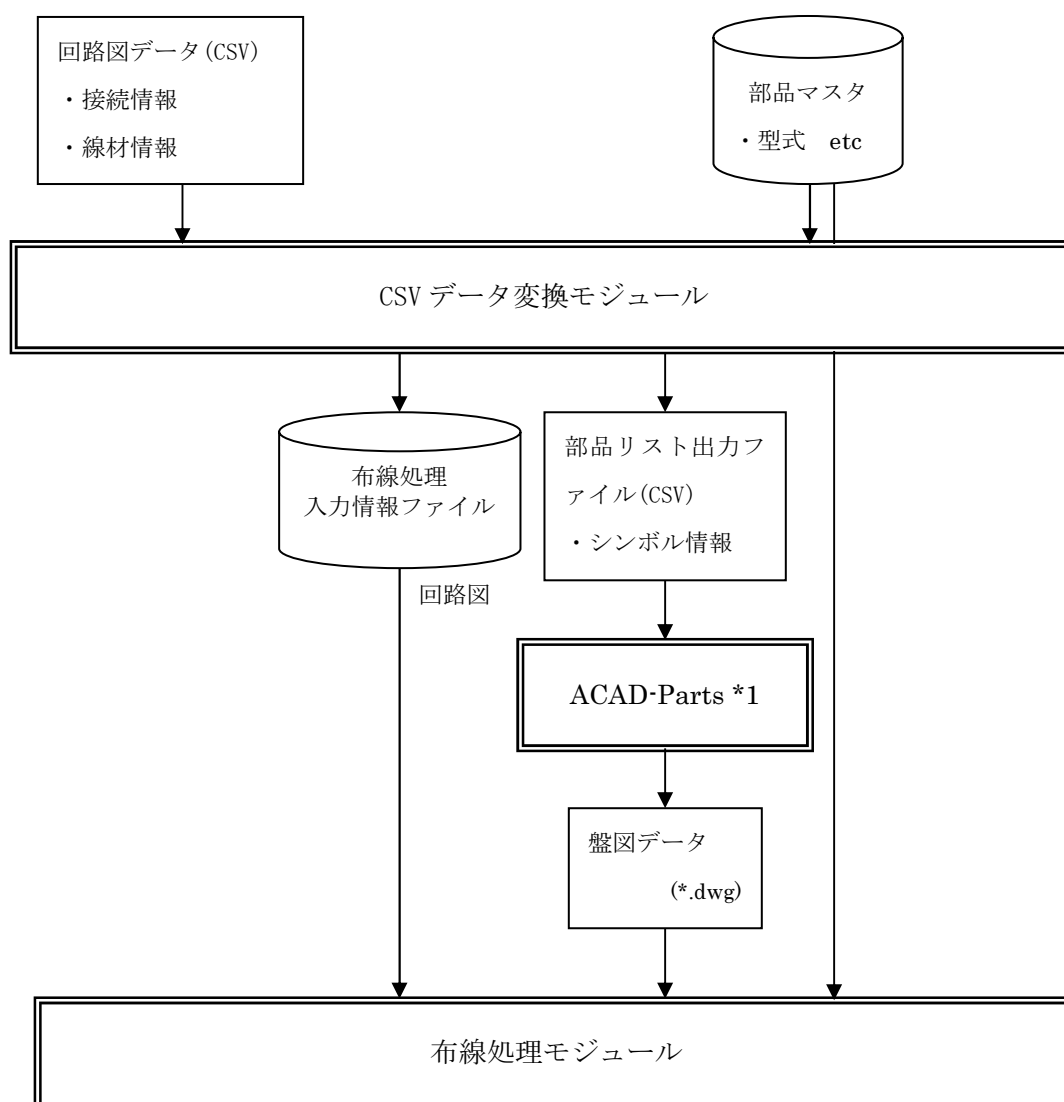 回路図データ(CSV)
・接続情報
・線材情報
部品マスタ
・型式　etc
CSV データ変換モジュール
布線処理
入力情報ファイル
部品リスト出力フ
ァイル(CSV)
・シンボル情報
回路図
ACAD-Parts *1
盤図データ
(*.dwg)
布線処理モジュール